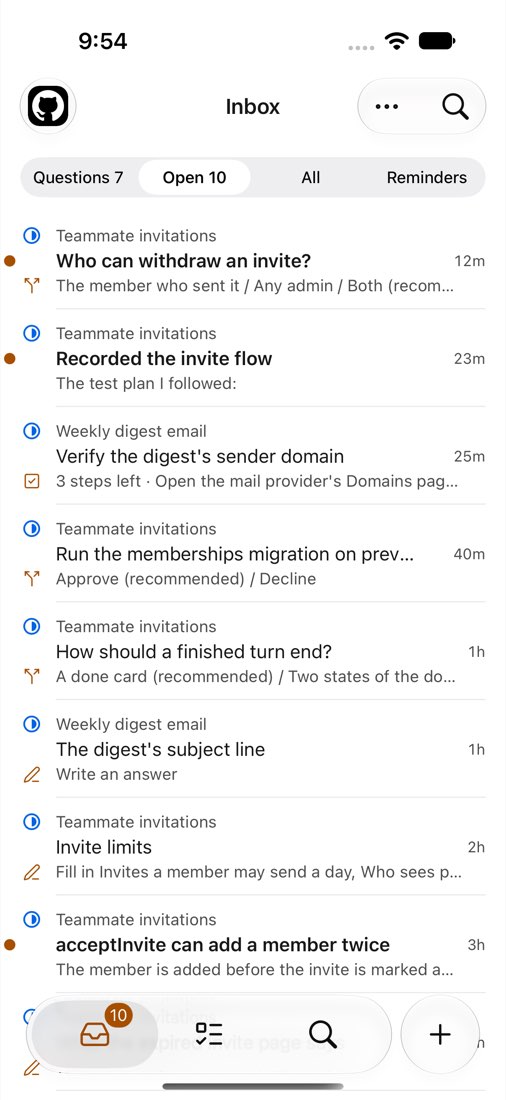 9:54
Inbox
Questions 7 Open 10 All Reminders
Teammate invitations
Who can withdraw an invite? 12m
The member who sent it / Any admin / Both (recom...
Teammate invitations
Recorded the invite flow 23m
The test plan I followed:
Weekly digest email
Verify the digest's sender domain 25m
3 steps left · Open the mail provider's Domains pag...
Teammate invitations
Run the memberships migration on prev... 40m
Approve (recommended) / Decline
Teammate invitations
How should a finished turn end? 1h
A done card (recommended) / Two states of the do...
Weekly digest email
The digest's subject line 1h
Write an answer
Teammate invitations
Invite limits 2h
Fill in Invites a member may send a day, Who sees p...
Teammate invitations
acceptInvite can add a member twice 3h
The member is added before the invite is marked a...
10